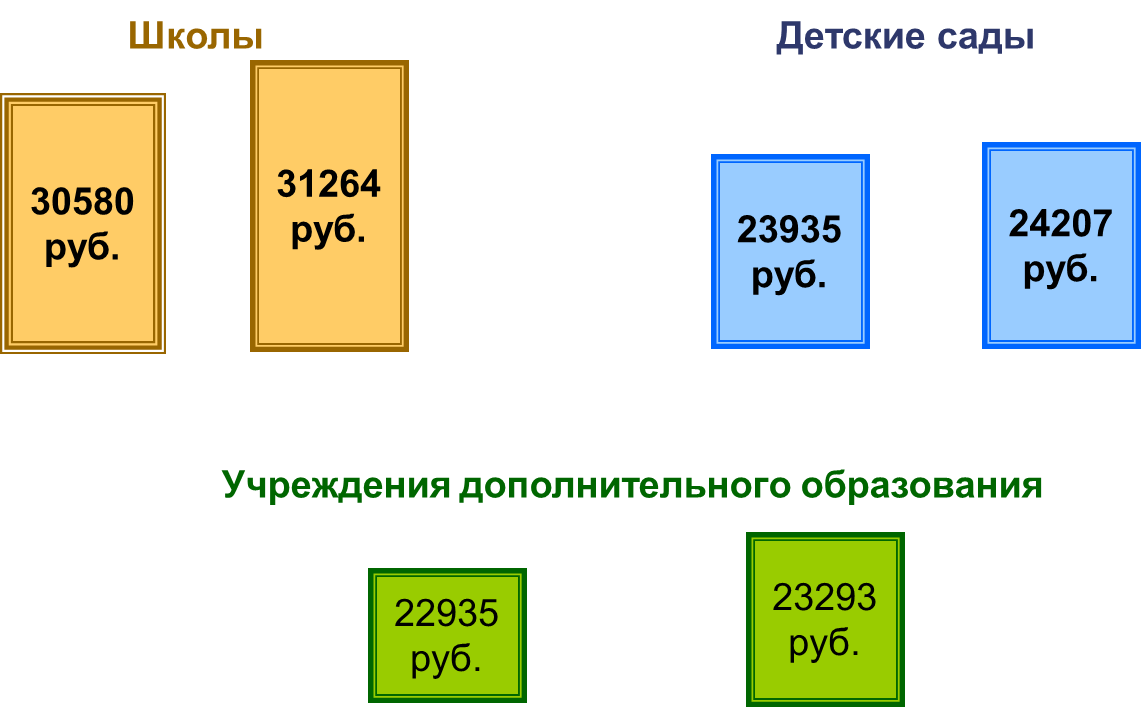 Школы
30580
руб.
31264
руб.
Детские сады
23935
руб.
24207
руб.
Учреждения дополнительного образования
22935
руб.
23293
руб.